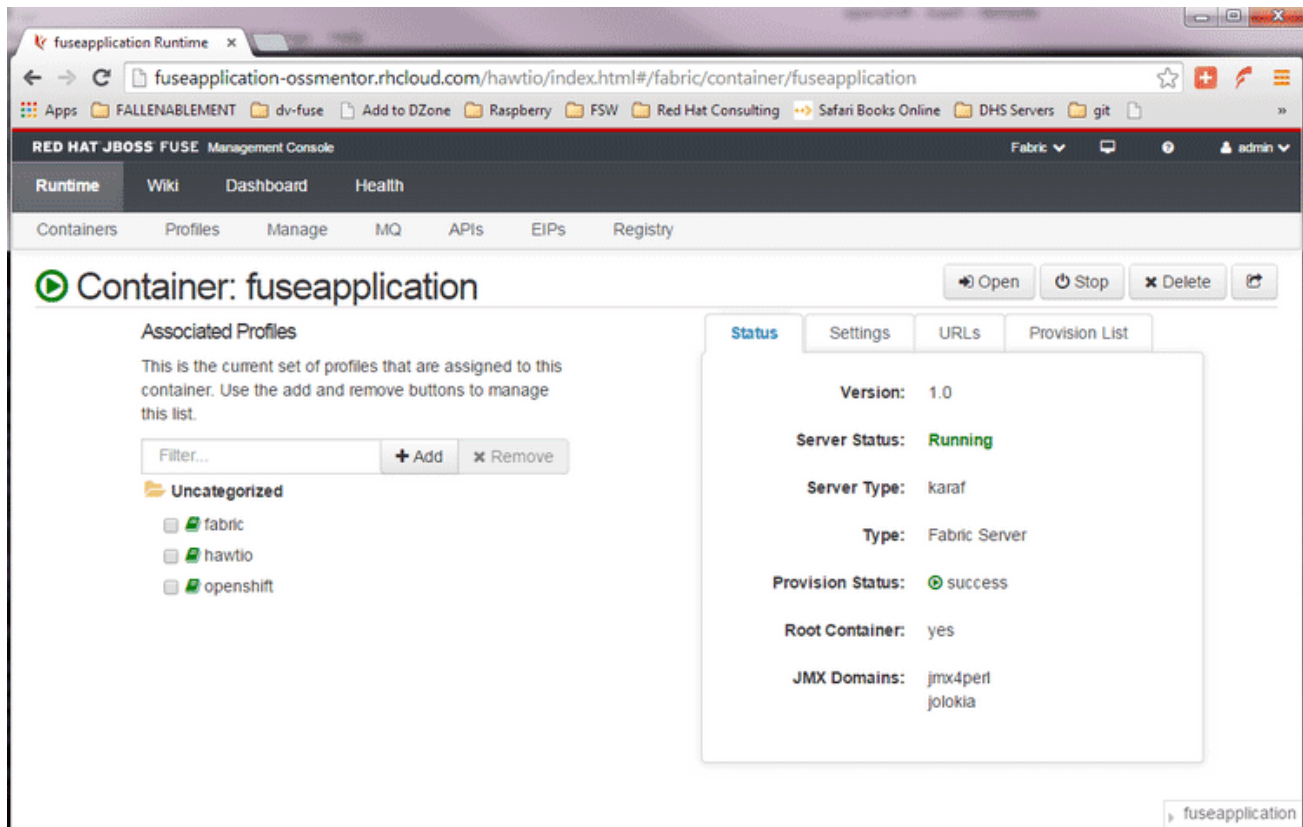 fuseapplication Runtime
fuseapplication-ossmentor.rhcloud.com/hawtio/index.html#/fabric/container/fuseapplication
Apps FALLENABLEMENT dv-fuse Add to DZone Raspberry FSW Red Hat Consulting Safari Books Online DHS Servers git »
RED HAT JBOSS FUSE Management Console Fabric admin
Runtime Wiki Dashboard Health
Containers Profiles Manage MQ APIs EIPs Registry
Container: fuseapplication Open Stop Delete
Associated Profiles
This is the current set of profiles that are assigned to this
container. Use the add and remove buttons to manage
this list.
Filter... Add Remove
Uncategorized
fabric
hawtio
openshift
Status Settings URLs Provision List
Version: 1.0
Server Status: Running
Server Type: karaf
Type: Fabric Server
Provision Status: success
Root Container: yes
JMX Domains: jmx4perl
jolokia
fuseapplication